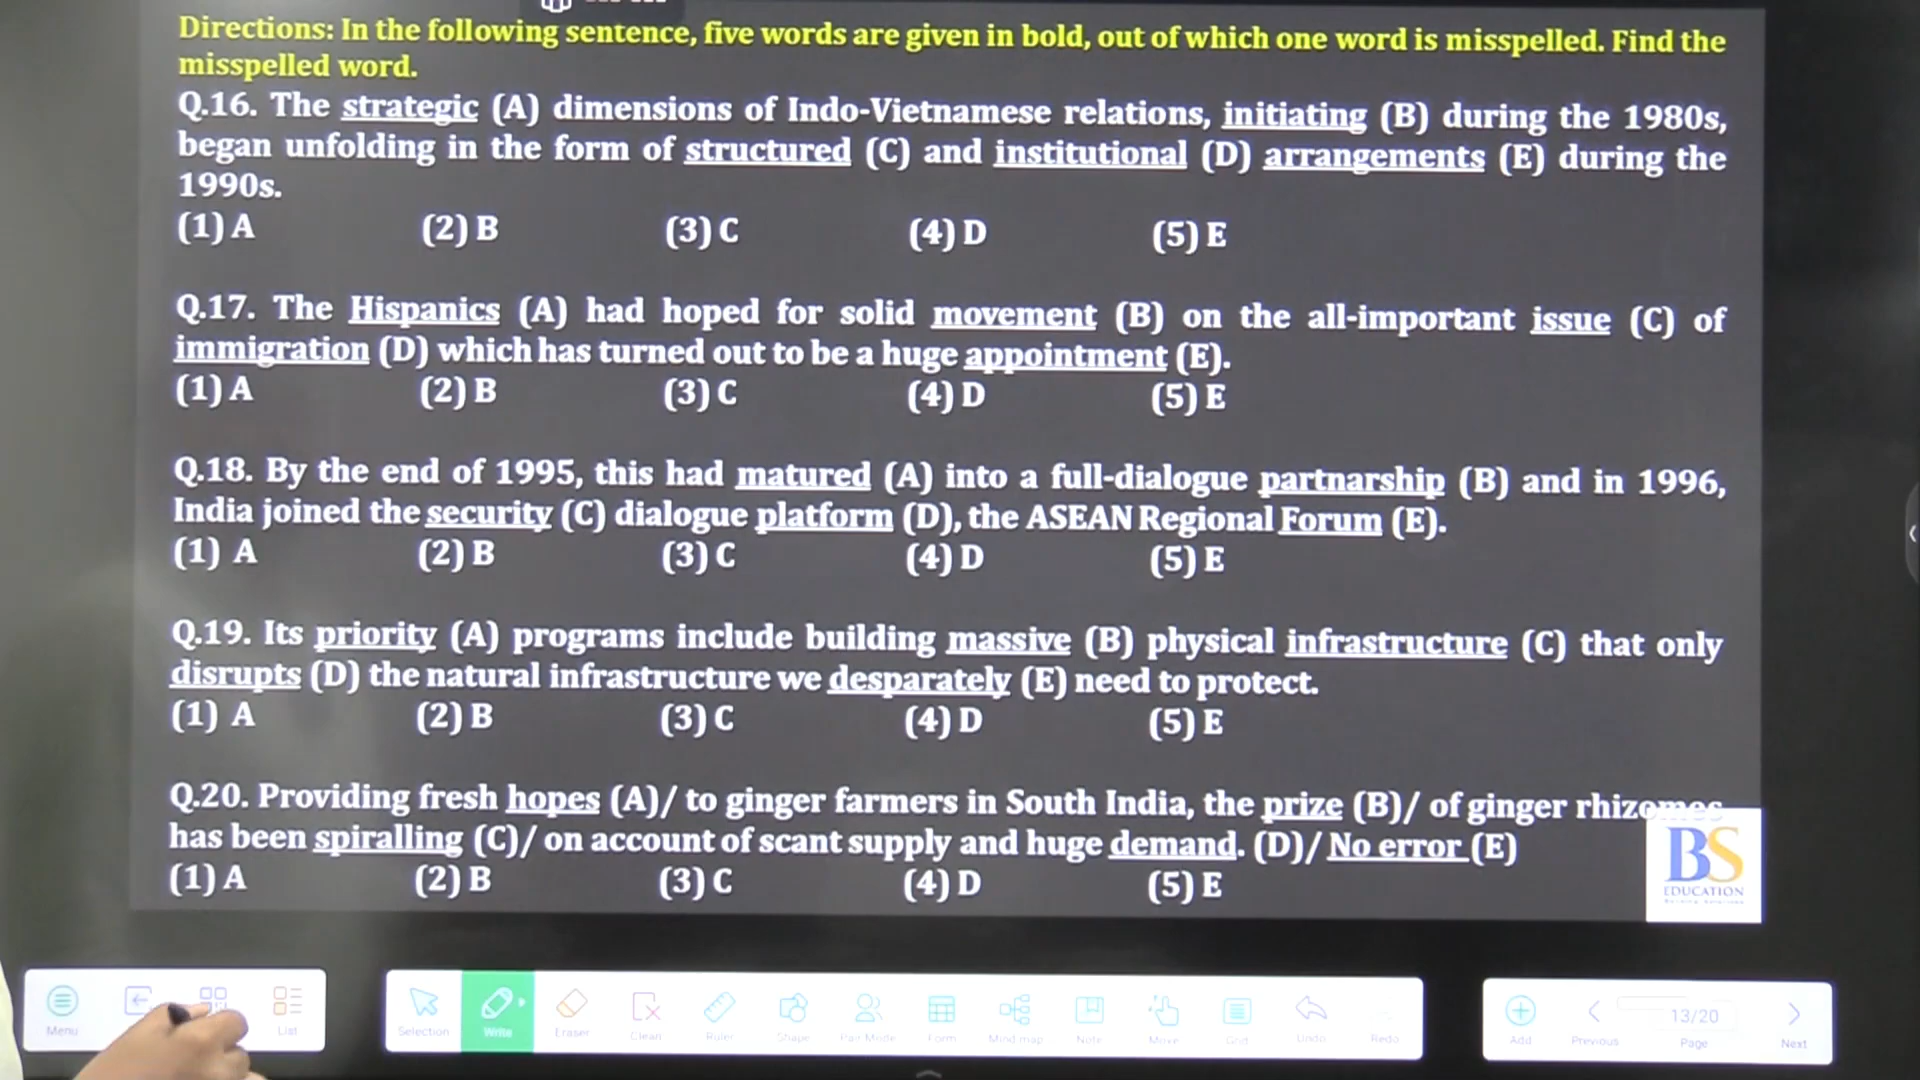 Directions: In the following sentence, five words are given in bold, out of which one word is misspelled. Find the
misspelled word.
Q.16. The strategic (A) dimensions of Indo-Vietnamese relations, initiating (B) during the 1980s,
began unfolding in the form of structured (C) and institutional (D) arrangements (E) during the
1990s.
(1) A (2) B (3) C (4) D (5) E
Q.17. The Hispanics (A) had hoped for solid movement (B) on the all-important issue (C) of
immigration (D) which has turned out to be a huge appointment (E).
(1) A (2) B (3) C (4) D (5) E
Q.18. By the end of 1995, this had matured (A) into a full-dialogue partnarship (B) and in 1996,
India joined the security (C) dialogue platform (D), the ASEAN Regional Forum (E).
(1) A (2) B (3) C (4) D (5) E
Q.19. Its priority (A) programs include building massive (B) physical infrastructure (C) that only
disrupts (D) the natural infrastructure we desparately (E) need to protect.
(1) A (2) B (3) C (4) D (5) E
Q.20. Providing fresh hopes (A)/ to ginger farmers in South India, the prize (B)/ of ginger rhizomes
has been spiralling (C)/ on account of scant supply and huge demand. (D)/ No error (E)
(1) A (2) B (3) C (4) D (5) E
BS
EDUCATION
Menu List Selection Write Eraser Clean Ruler Shape Pair Mode Form Mind map Note Move Grid Undo Redo Add Previous 13/20 Page Next